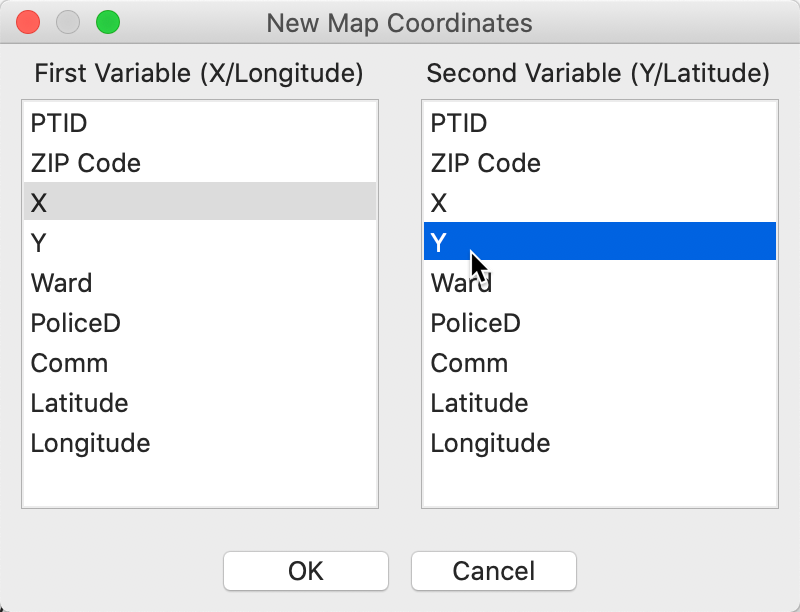 New Map Coordinates
First Variable (X/Longitude)
PTID
ZIP Code
X
Y
Ward
PoliceD
Comm
Latitude
Longitude
Second Variable (Y/Latitude)
PTID
ZIP Code
X
Y
Ward
PoliceD
Comm
Latitude
Longitude
OK
Cancel